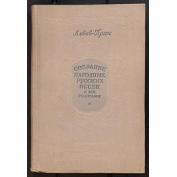 Львов-Прач
СОБРАНИЕ
НАРОДНЫХ
РУССКИХ
ПЕСЕН
С ИХ
ГОЛОСАМИ